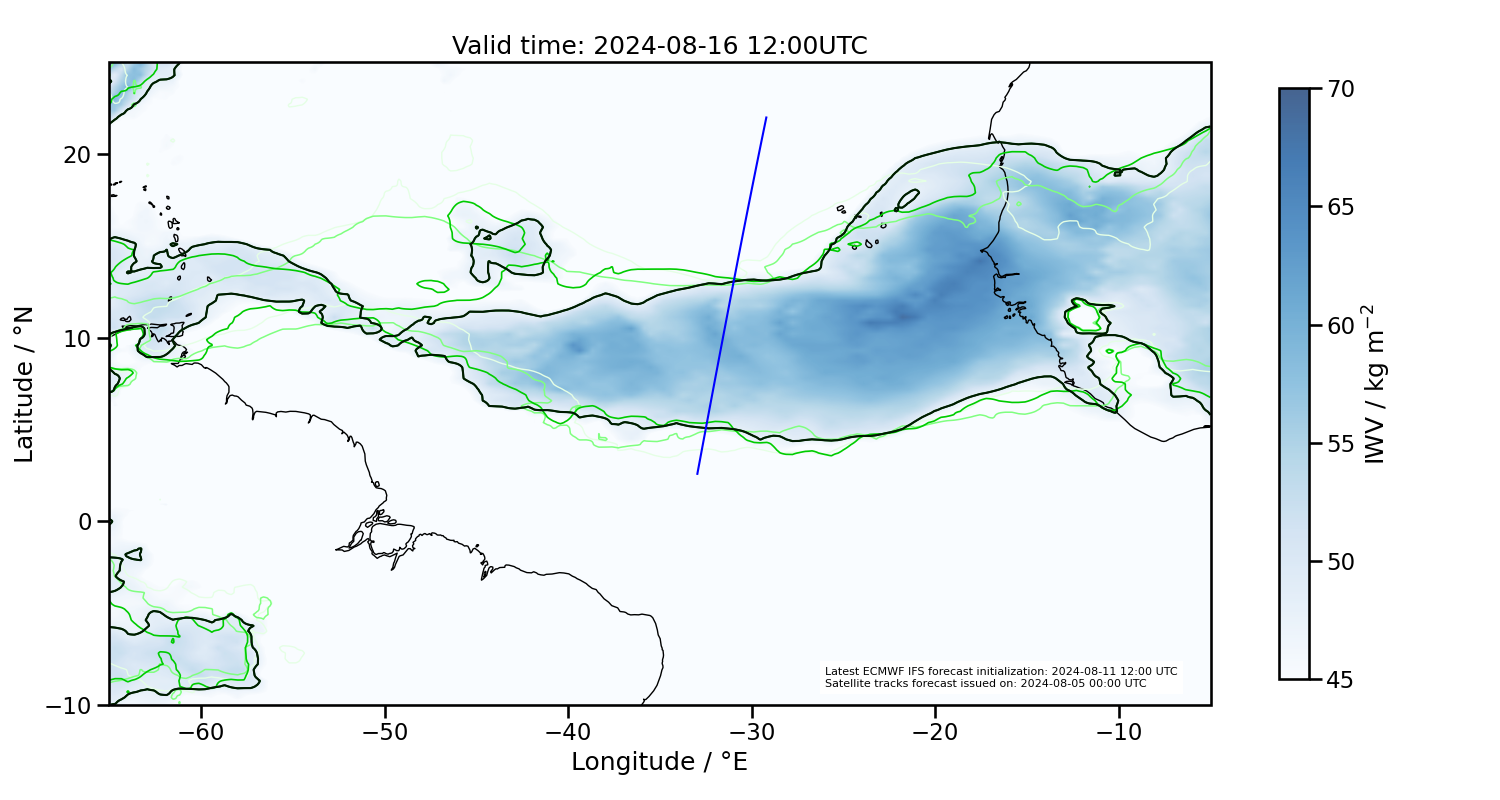 Valid time: 2024-08-16 12:00UTC
Latitude / °N
20
10
0
−10
−60
−50
−40
−30
−20
−10
Longitude / °E
Latest ECMWF IFS forecast initialization: 2024-08-11 12:00 UTC
Satellite tracks forecast issued on: 2024-08-05 00:00 UTC
70
65
60
55
50
45
IWV / kg m⁻²